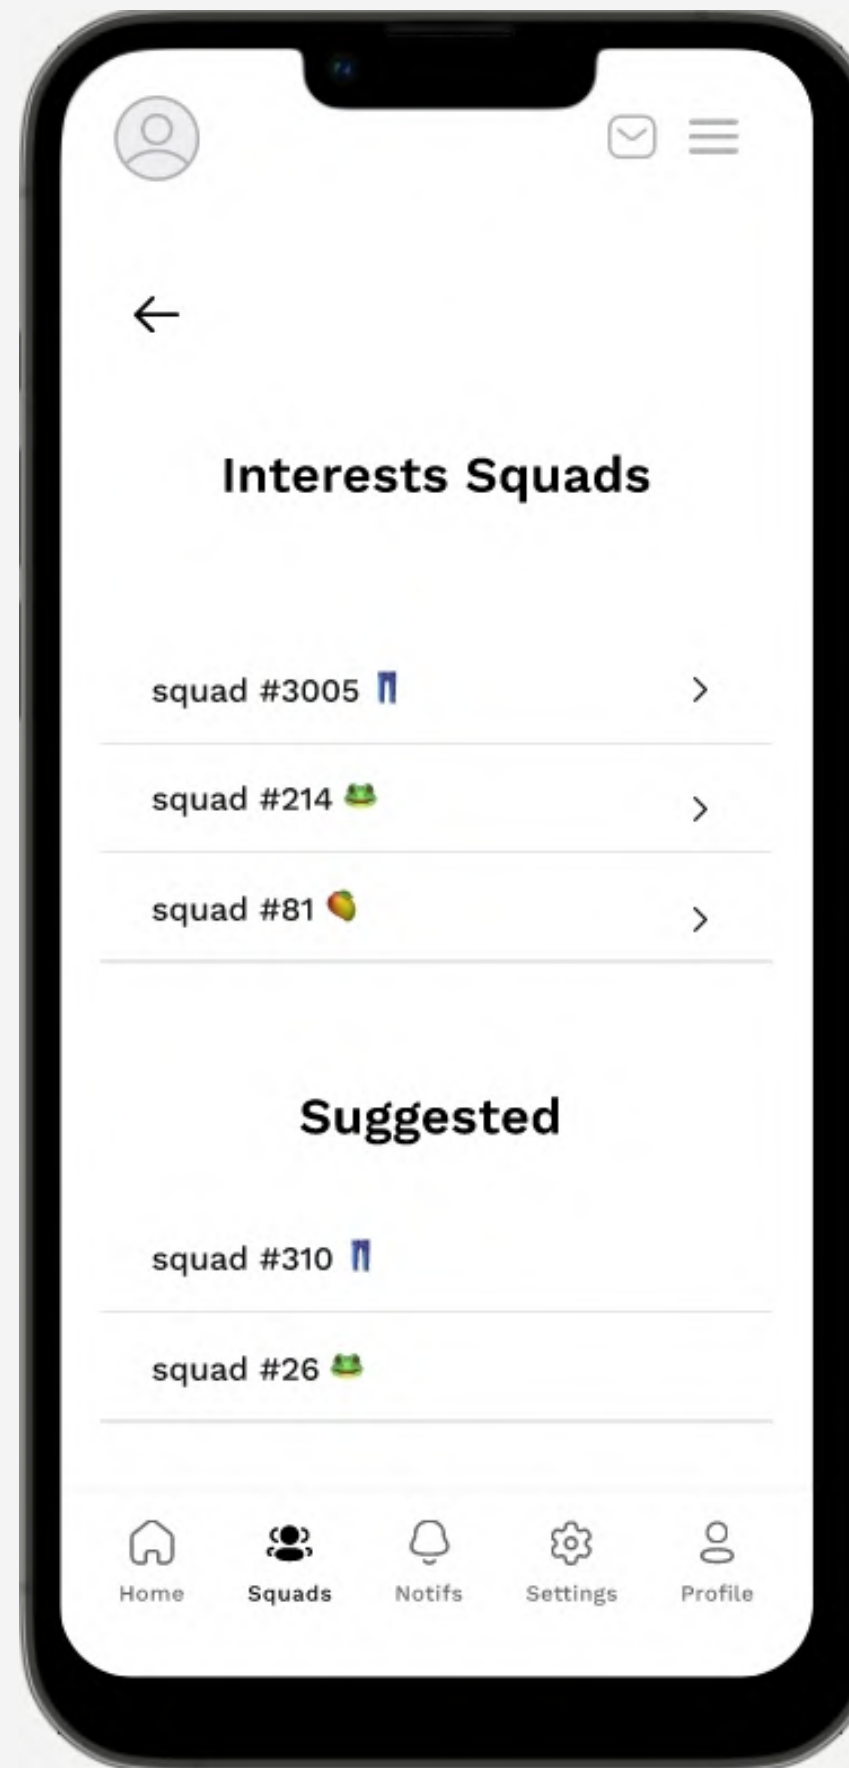 Interests Squads
squad #3005 👖
squad #214 🐸
squad #81 🥭
Suggested
squad #310 👖
squad #26 🐸
Home Squads Notifs Settings Profile